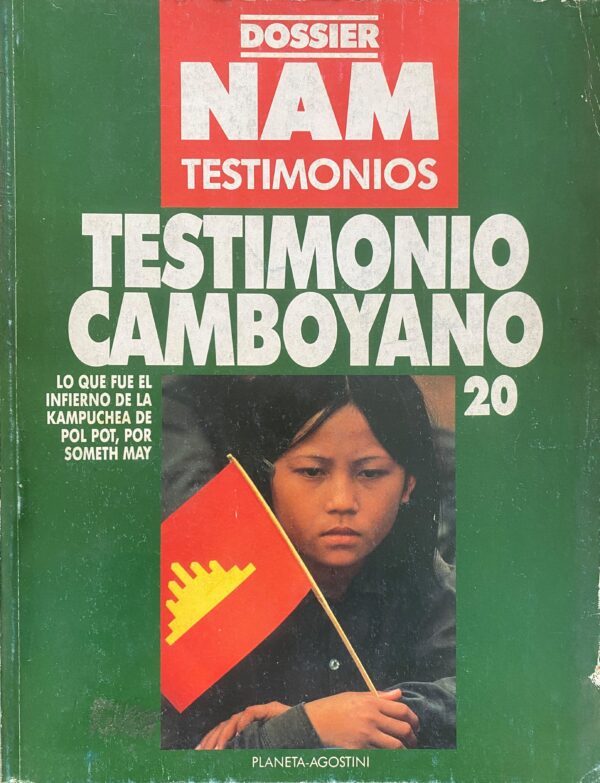 DOSSIER
NAM
TESTIMONIOS
TESTIMONIO
CAMBOYANO
LO QUE FUE EL
INFIERNO DE LA
KAMPUCHEA DE
POL POT, POR
SOMETH MAY
20
PLANETA-AGOSTINI